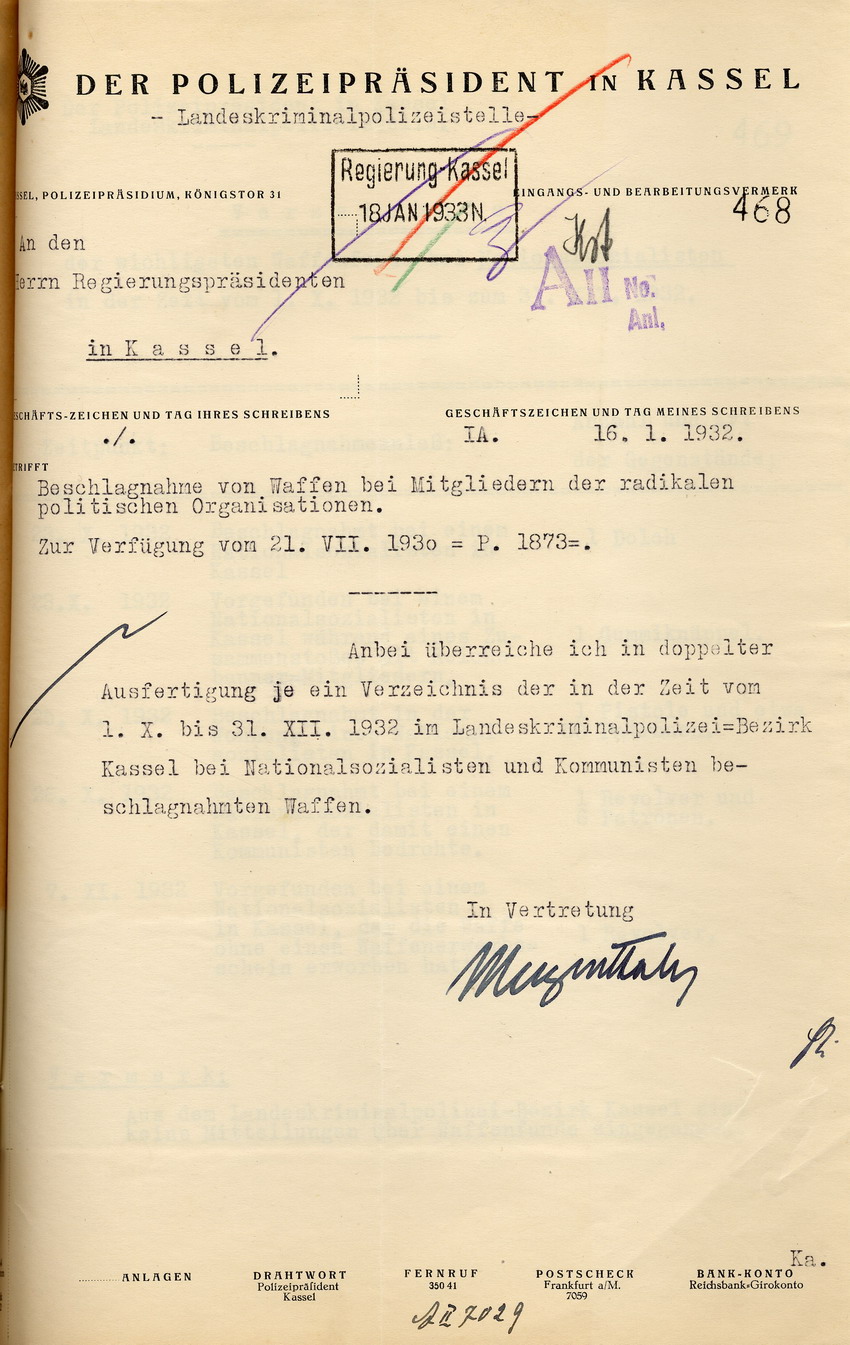 DER POLIZEIPRÄSIDENT IN KASSEL
- Landeskriminalpolizeistelle-
Regierung-Kassel
18 JAN 1933 N.
SSEL, POLIZEIPRÄSIDIUM, KÖNIGSTOR 31
EINGANGS- UND BEARBEITUNGSVERMERK
468
An den
Herrn Regierungspräsidenten
in K a s s e l.
A II No.
Anl.
SCHÄFTS-ZEICHEN UND TAG IHRES SCHREIBENS
GESCHÄFTSZEICHEN UND TAG MEINES SCHREIBENS
./.
IA. 16. 1. 1932.
TRIFFT
Beschlagnahme von Waffen bei Mitgliedern der radikalen
politischen Organisationen.
Zur Verfügung vom 21. VII. 193o = P. 1873=.
Anbei überreiche ich in doppelter
Ausfertigung je ein Verzeichnis der in der Zeit vom
1. X. bis 31. XII. 1932 im Landeskriminalpolizei=Bezirk
Kassel bei Nationalsozialisten und Kommunisten be-
schlagnahmten Waffen.
In Vertretung
Ka.
ANLAGEN
DRAHTWORT
Polizeipräsident
Kassel
FERNRUF
350 41
POSTSCHECK
Frankfurt a/M.
7059
BANK-KONTO
Reichsbank-Girokonto
A II 7029